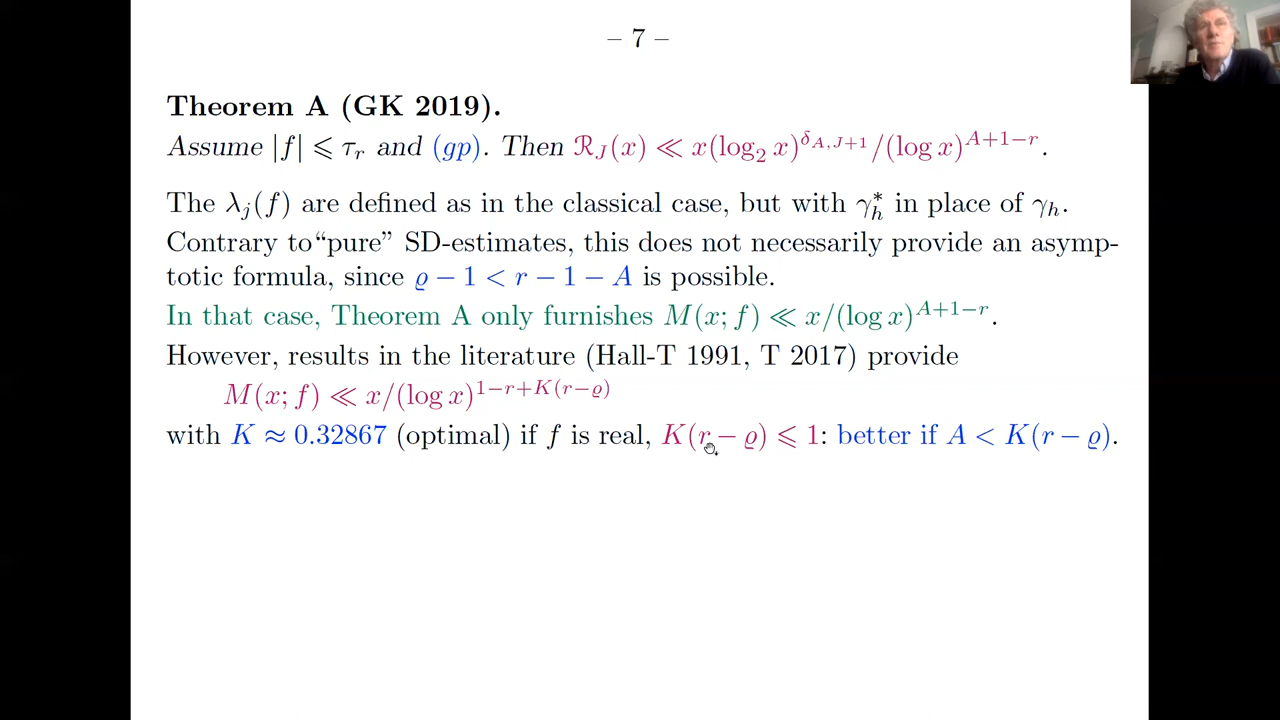 – 7 –
Theorem A (GK 2019).
Assume |f| ⩽ τ_r and (gp). Then ℛ_J(x) ≪ x(log₂ x)^{δ_{A,J+1}}/(log x)^{A+1−r}.
The λ_j(f) are defined as in the classical case, but with γ*_h in place of γ_h.
Contrary to“pure” SD-estimates, this does not necessarily provide an asymp-
totic formula, since ϱ − 1 < r − 1 − A is possible.
In that case, Theorem A only furnishes M(x; f) ≪ x/(log x)^{A+1−r}.
However, results in the literature (Hall-T 1991, T 2017) provide
M(x; f) ≪ x/(log x)^{1−r+K(r−ϱ)}
with K ≈ 0.32867 (optimal) if f is real, K(r − ϱ) ⩽ 1: better if A < K(r − ϱ).